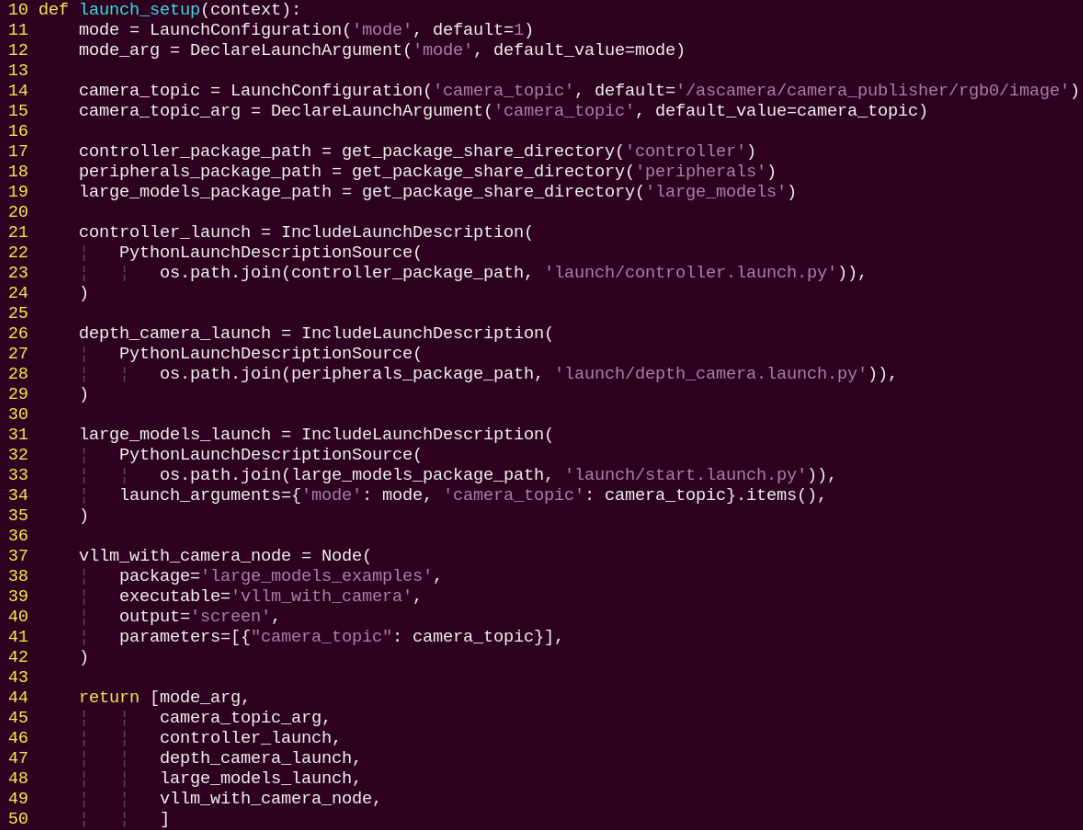 10 def launch_setup(context):
11     mode = LaunchConfiguration('mode', default=1)
12     mode_arg = DeclareLaunchArgument('mode', default_value=mode)
13
14     camera_topic = LaunchConfiguration('camera_topic', default='/ascamera/camera_publisher/rgb0/image')
15     camera_topic_arg = DeclareLaunchArgument('camera_topic', default_value=camera_topic)
16
17     controller_package_path = get_package_share_directory('controller')
18     peripherals_package_path = get_package_share_directory('peripherals')
19     large_models_package_path = get_package_share_directory('large_models')
20
21     controller_launch = IncludeLaunchDescription(
22     ¦   PythonLaunchDescriptionSource(
23     ¦   ¦   os.path.join(controller_package_path, 'launch/controller.launch.py')),
24     )
25
26     depth_camera_launch = IncludeLaunchDescription(
27     ¦   PythonLaunchDescriptionSource(
28     ¦   ¦   os.path.join(peripherals_package_path, 'launch/depth_camera.launch.py')),
29     )
30
31     large_models_launch = IncludeLaunchDescription(
32     ¦   PythonLaunchDescriptionSource(
33     ¦   ¦   os.path.join(large_models_package_path, 'launch/start.launch.py')),
34     ¦   launch_arguments={'mode': mode, 'camera_topic': camera_topic}.items(),
35     )
36
37     vllm_with_camera_node = Node(
38     ¦   package='large_models_examples',
39     ¦   executable='vllm_with_camera',
40     ¦   output='screen',
41     ¦   parameters=[{"camera_topic": camera_topic}],
42     )
43
44     return [mode_arg,
45     ¦   ¦   camera_topic_arg,
46     ¦   ¦   controller_launch,
47     ¦   ¦   depth_camera_launch,
48     ¦   ¦   large_models_launch,
49     ¦   ¦   vllm_with_camera_node,
50     ¦   ¦   ]